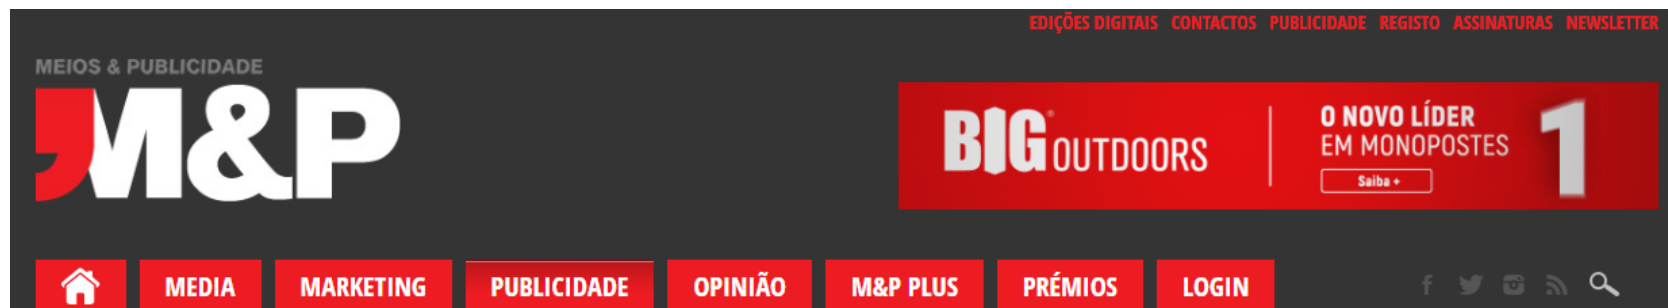 EDIÇÕES DIGITAIS CONTACTOS PUBLICIDADE REGISTO ASSINATURAS NEWSLETTER
MEIOS & PUBLICIDADE
M&P
BIG® OUTDOORS
O NOVO LÍDER
EM MONOPOSTES
Saiba +
1
MEDIA MARKETING PUBLICIDADE OPINIÃO M&P PLUS PRÉMIOS LOGIN